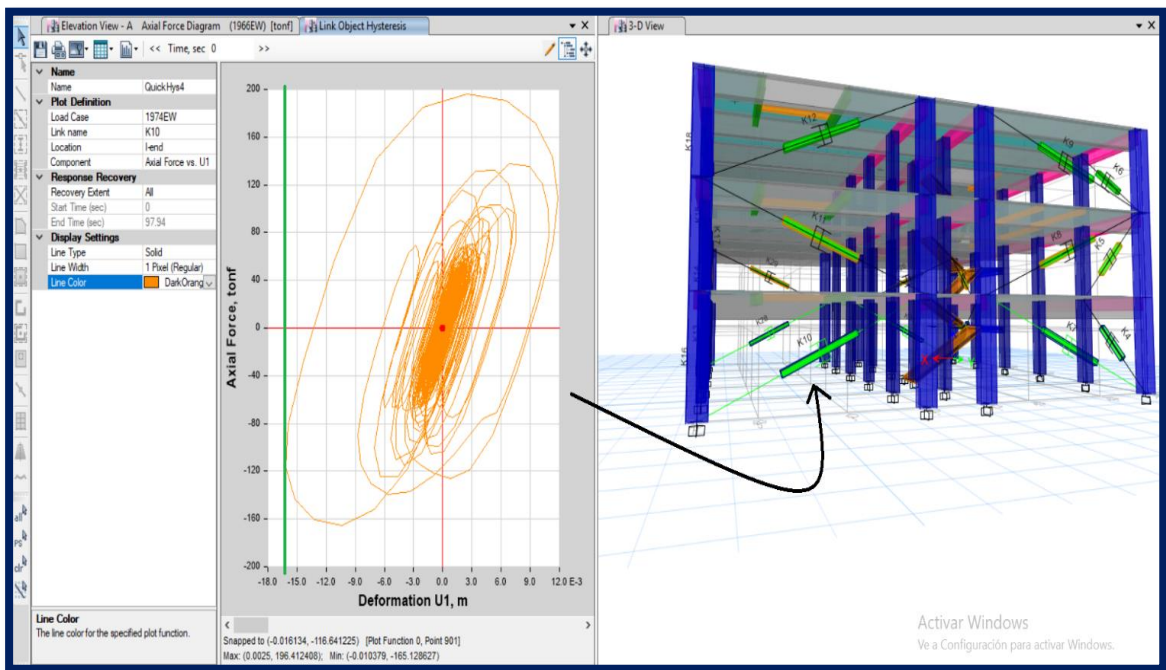 Elevation View - A Axial Force Diagram (1966EW) [tonf]
Link Object Hysteresis
3-D View
<< Time, sec 0 >>
Name
Name QuickHys4
Plot Definition
Load Case 1974EW
Link name K10
Location I-end
Component Axial Force vs. U1
Response Recovery
Recovery Extent All
Start Time (sec) 0
End Time (sec) 97.94
Display Settings
Line Type Solid
Line Width 1 Pixel (Regular)
Line Color DarkOrang
all
PS
clr
Axial Force, tonf
200
160
120
80
40
0
-40
-80
-120
-160
-200
-18.0 -15.0 -12.0 -9.0 -6.0 -3.0 0.0 3.0 6.0 9.0 12.0 E-3
Deformation U1, m
K12
K18
K9
K6
K17
K8
K5
K10
K16
K4
X
Line Color
The line color for the specified plot function.
Snapped to (-0.016134, -116.641225) [Plot Function 0, Point 901]
Max: (0.0025, 196.412408); Min: (-0.010379, -165.128627)
Activar Windows
Ve a Configuración para activar Windows.